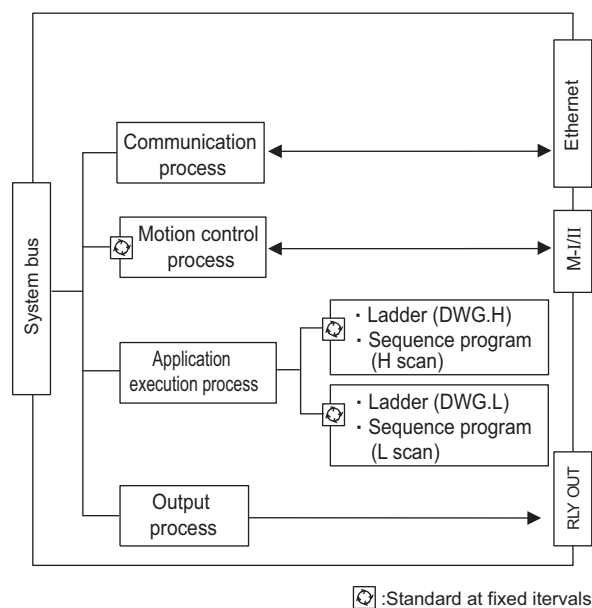 System bus
Communication
process
Ethernet
Motion control
process
M-I/II
Application
execution process
・Ladder (DWG.H)
・Sequence program
(H scan)
・Ladder (DWG.L)
・Sequence program
(L scan)
Output
process
RLY OUT
:Standard at fixed itervals